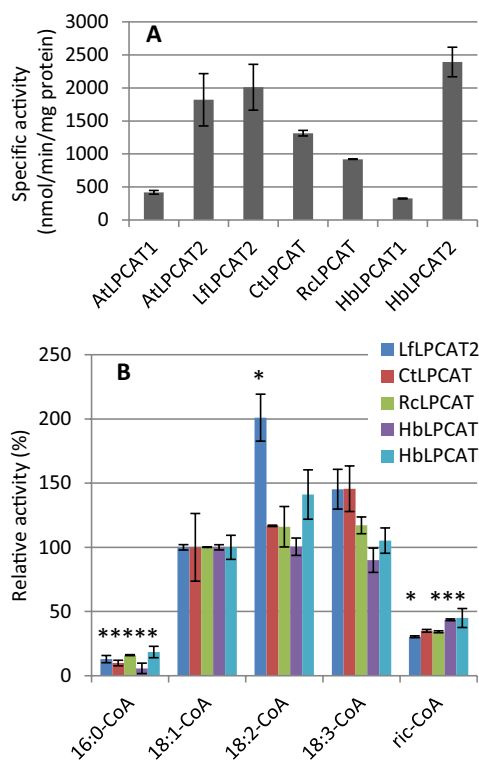 A
Specific activity
(nmol/min/mg protein)
3000
2500
2000
1500
1000
500
0
AtLPCAT1
AtLPCAT2
LfLPCAT2
CtLPCAT
RcLPCAT
HbLPCAT1
HbLPCAT2
B
Relative activity (%)
250
200
150
100
50
0
LfLPCAT2
CtLPCAT
RcLPCAT
HbLPCAT
HbLPCAT
*
*****
* ***
16:0-CoA
18:1-CoA
18:2-CoA
18:3-CoA
ric-CoA